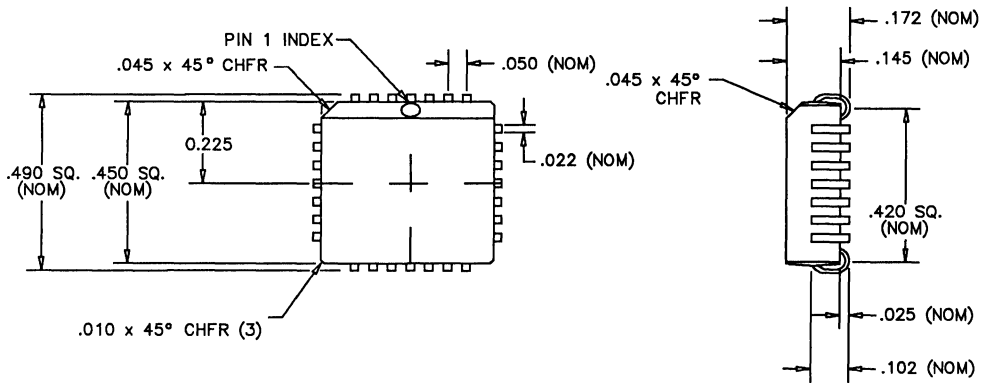 PIN 1 INDEX
.045 x 45° CHFR
.050 (NOM)
0.225
.490 SQ.
(NOM)
.450 SQ.
(NOM)
.022 (NOM)
.010 x 45° CHFR (3)
.172 (NOM)
.145 (NOM)
.045 x 45°
CHFR
.420 SQ.
(NOM)
.025 (NOM)
.102 (NOM)